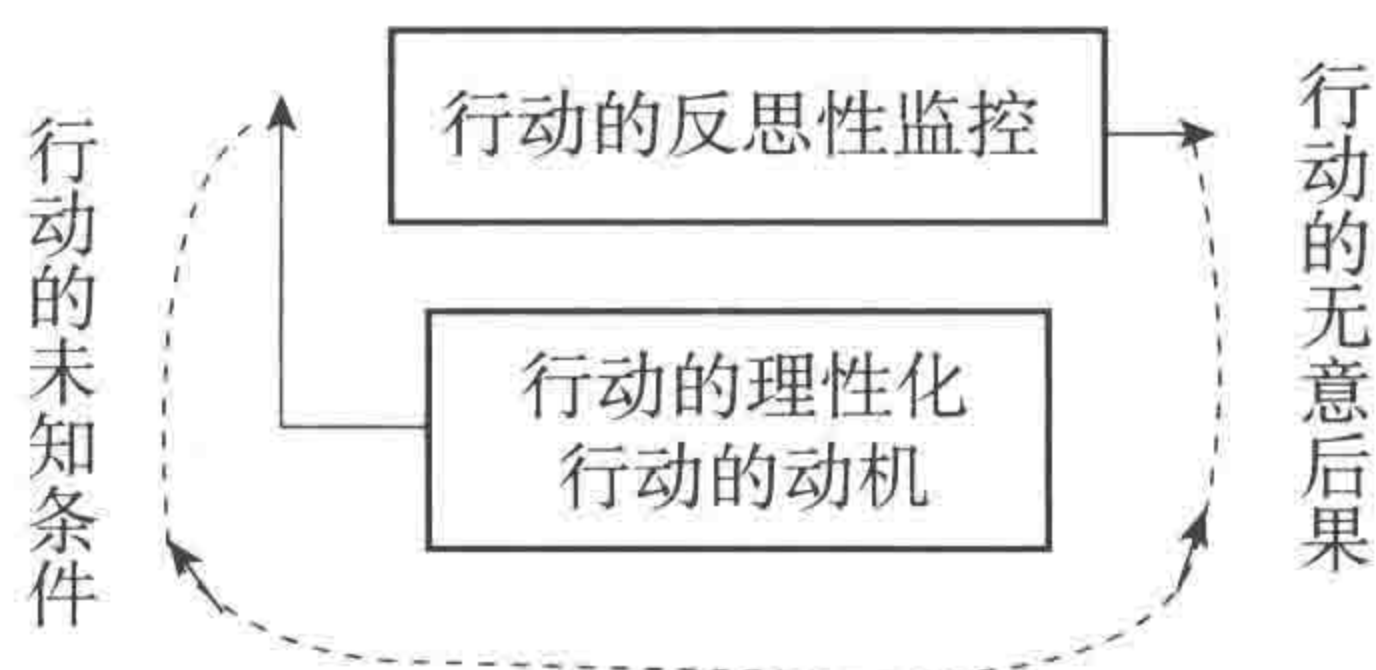 行动的未知条件
行动的反思性监控
行动的理性化
行动的动机
行动的无意后果